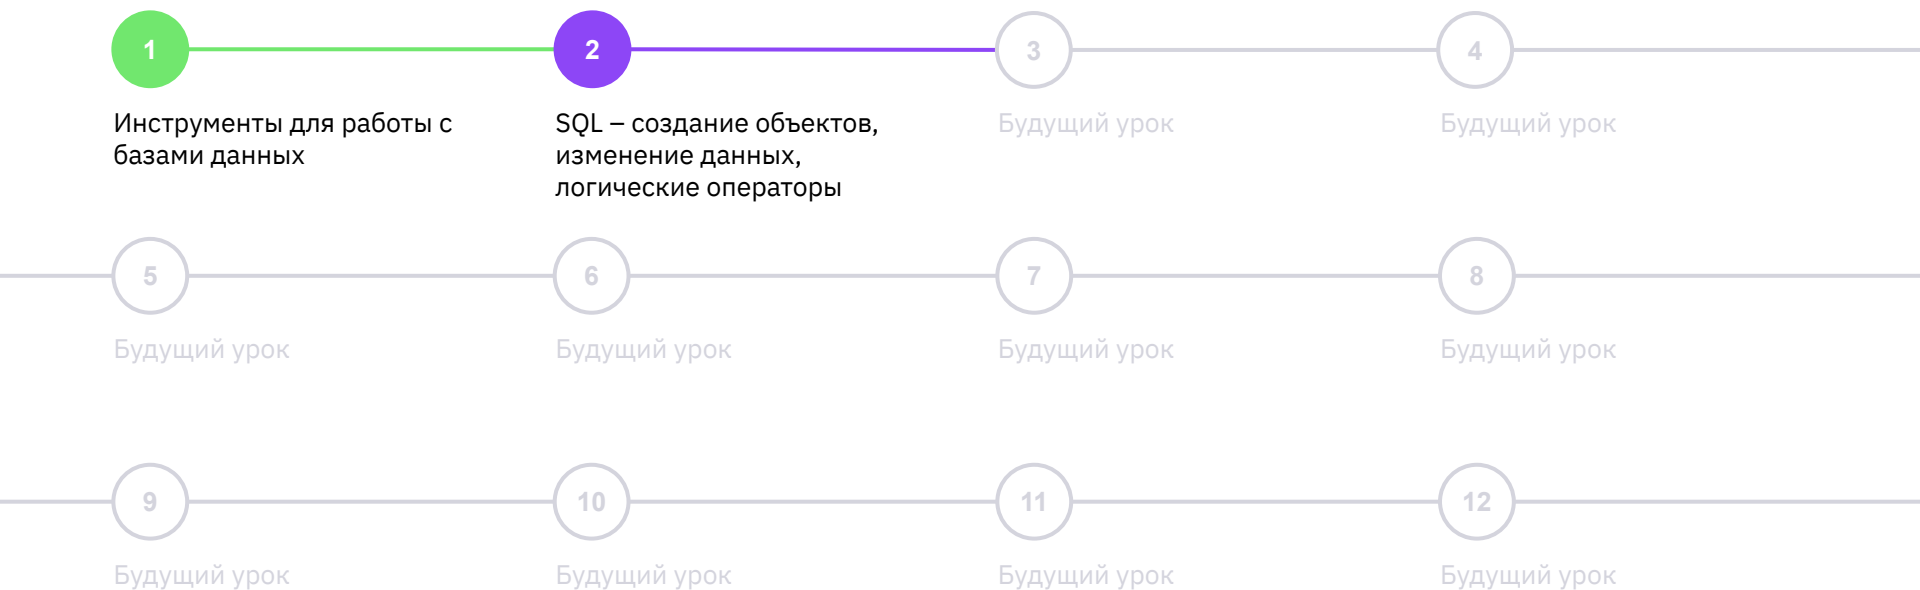 1
2
3
4
Инструменты для работы с
базами данных
SQL – создание объектов,
изменение данных,
логические операторы
Будущий урок
Будущий урок
5
6
7
8
Будущий урок
Будущий урок
Будущий урок
Будущий урок
9
10
11
12
Будущий урок
Будущий урок
Будущий урок
Будущий урок